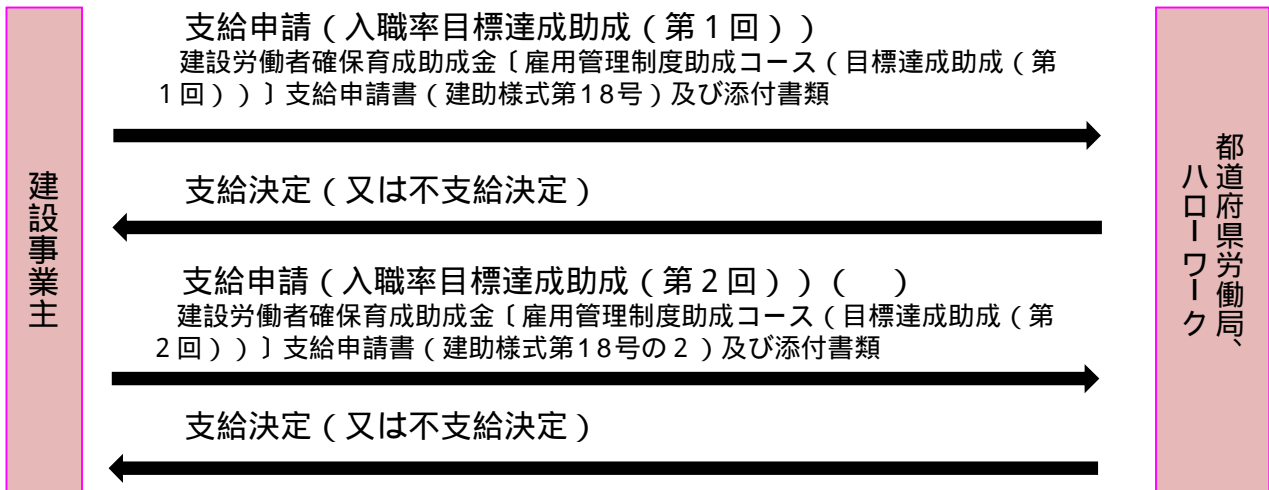 建設事業主
支給申請（入職率目標達成助成（第１回））
建設労働者確保育成助成金〔雇用管理制度助成コース（目標達成助成（第
１回））〕支給申請書（建助様式第18号）及び添付書類
支給決定（又は不支給決定）
支給申請（入職率目標達成助成（第２回））（　）
建設労働者確保育成助成金〔雇用管理制度助成コース（目標達成助成（第
２回））〕支給申請書（建助様式第18号の２）及び添付書類
支給決定（又は不支給決定）
都道府県労働局、
ハローワーク